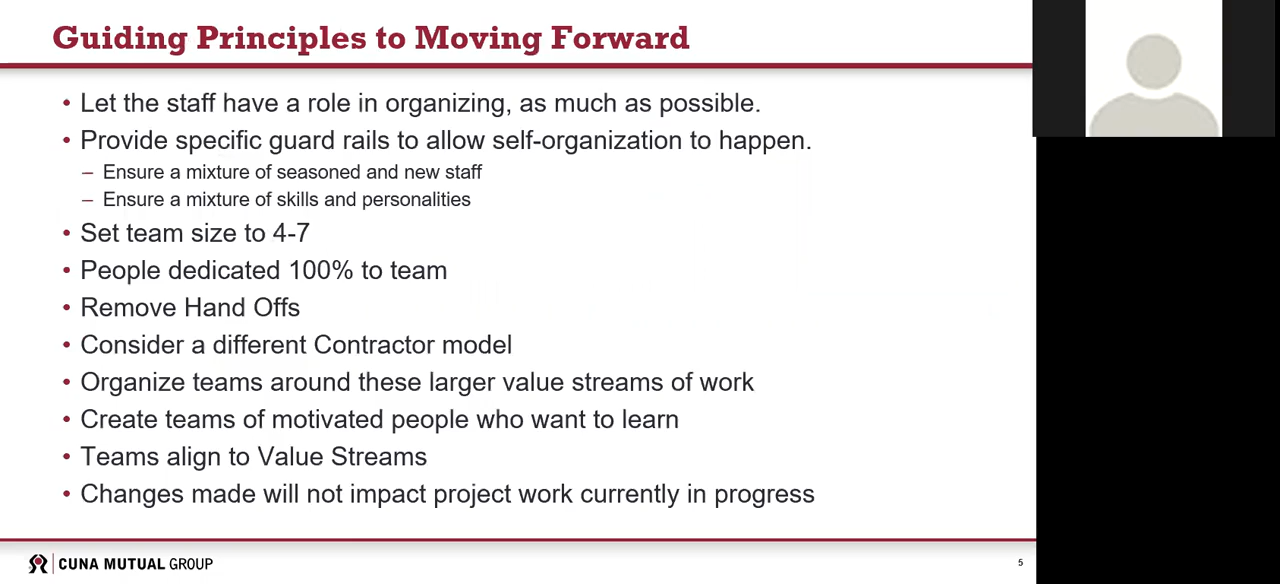 Guiding Principles to Moving Forward
• Let the staff have a role in organizing, as much as possible.
• Provide specific guard rails to allow self-organization to happen.
– Ensure a mixture of seasoned and new staff
– Ensure a mixture of skills and personalities
• Set team size to 4-7
• People dedicated 100% to team
• Remove Hand Offs
• Consider a different Contractor model
• Organize teams around these larger value streams of work
• Create teams of motivated people who want to learn
• Teams align to Value Streams
• Changes made will not impact project work currently in progress
CUNA MUTUAL GROUP
5